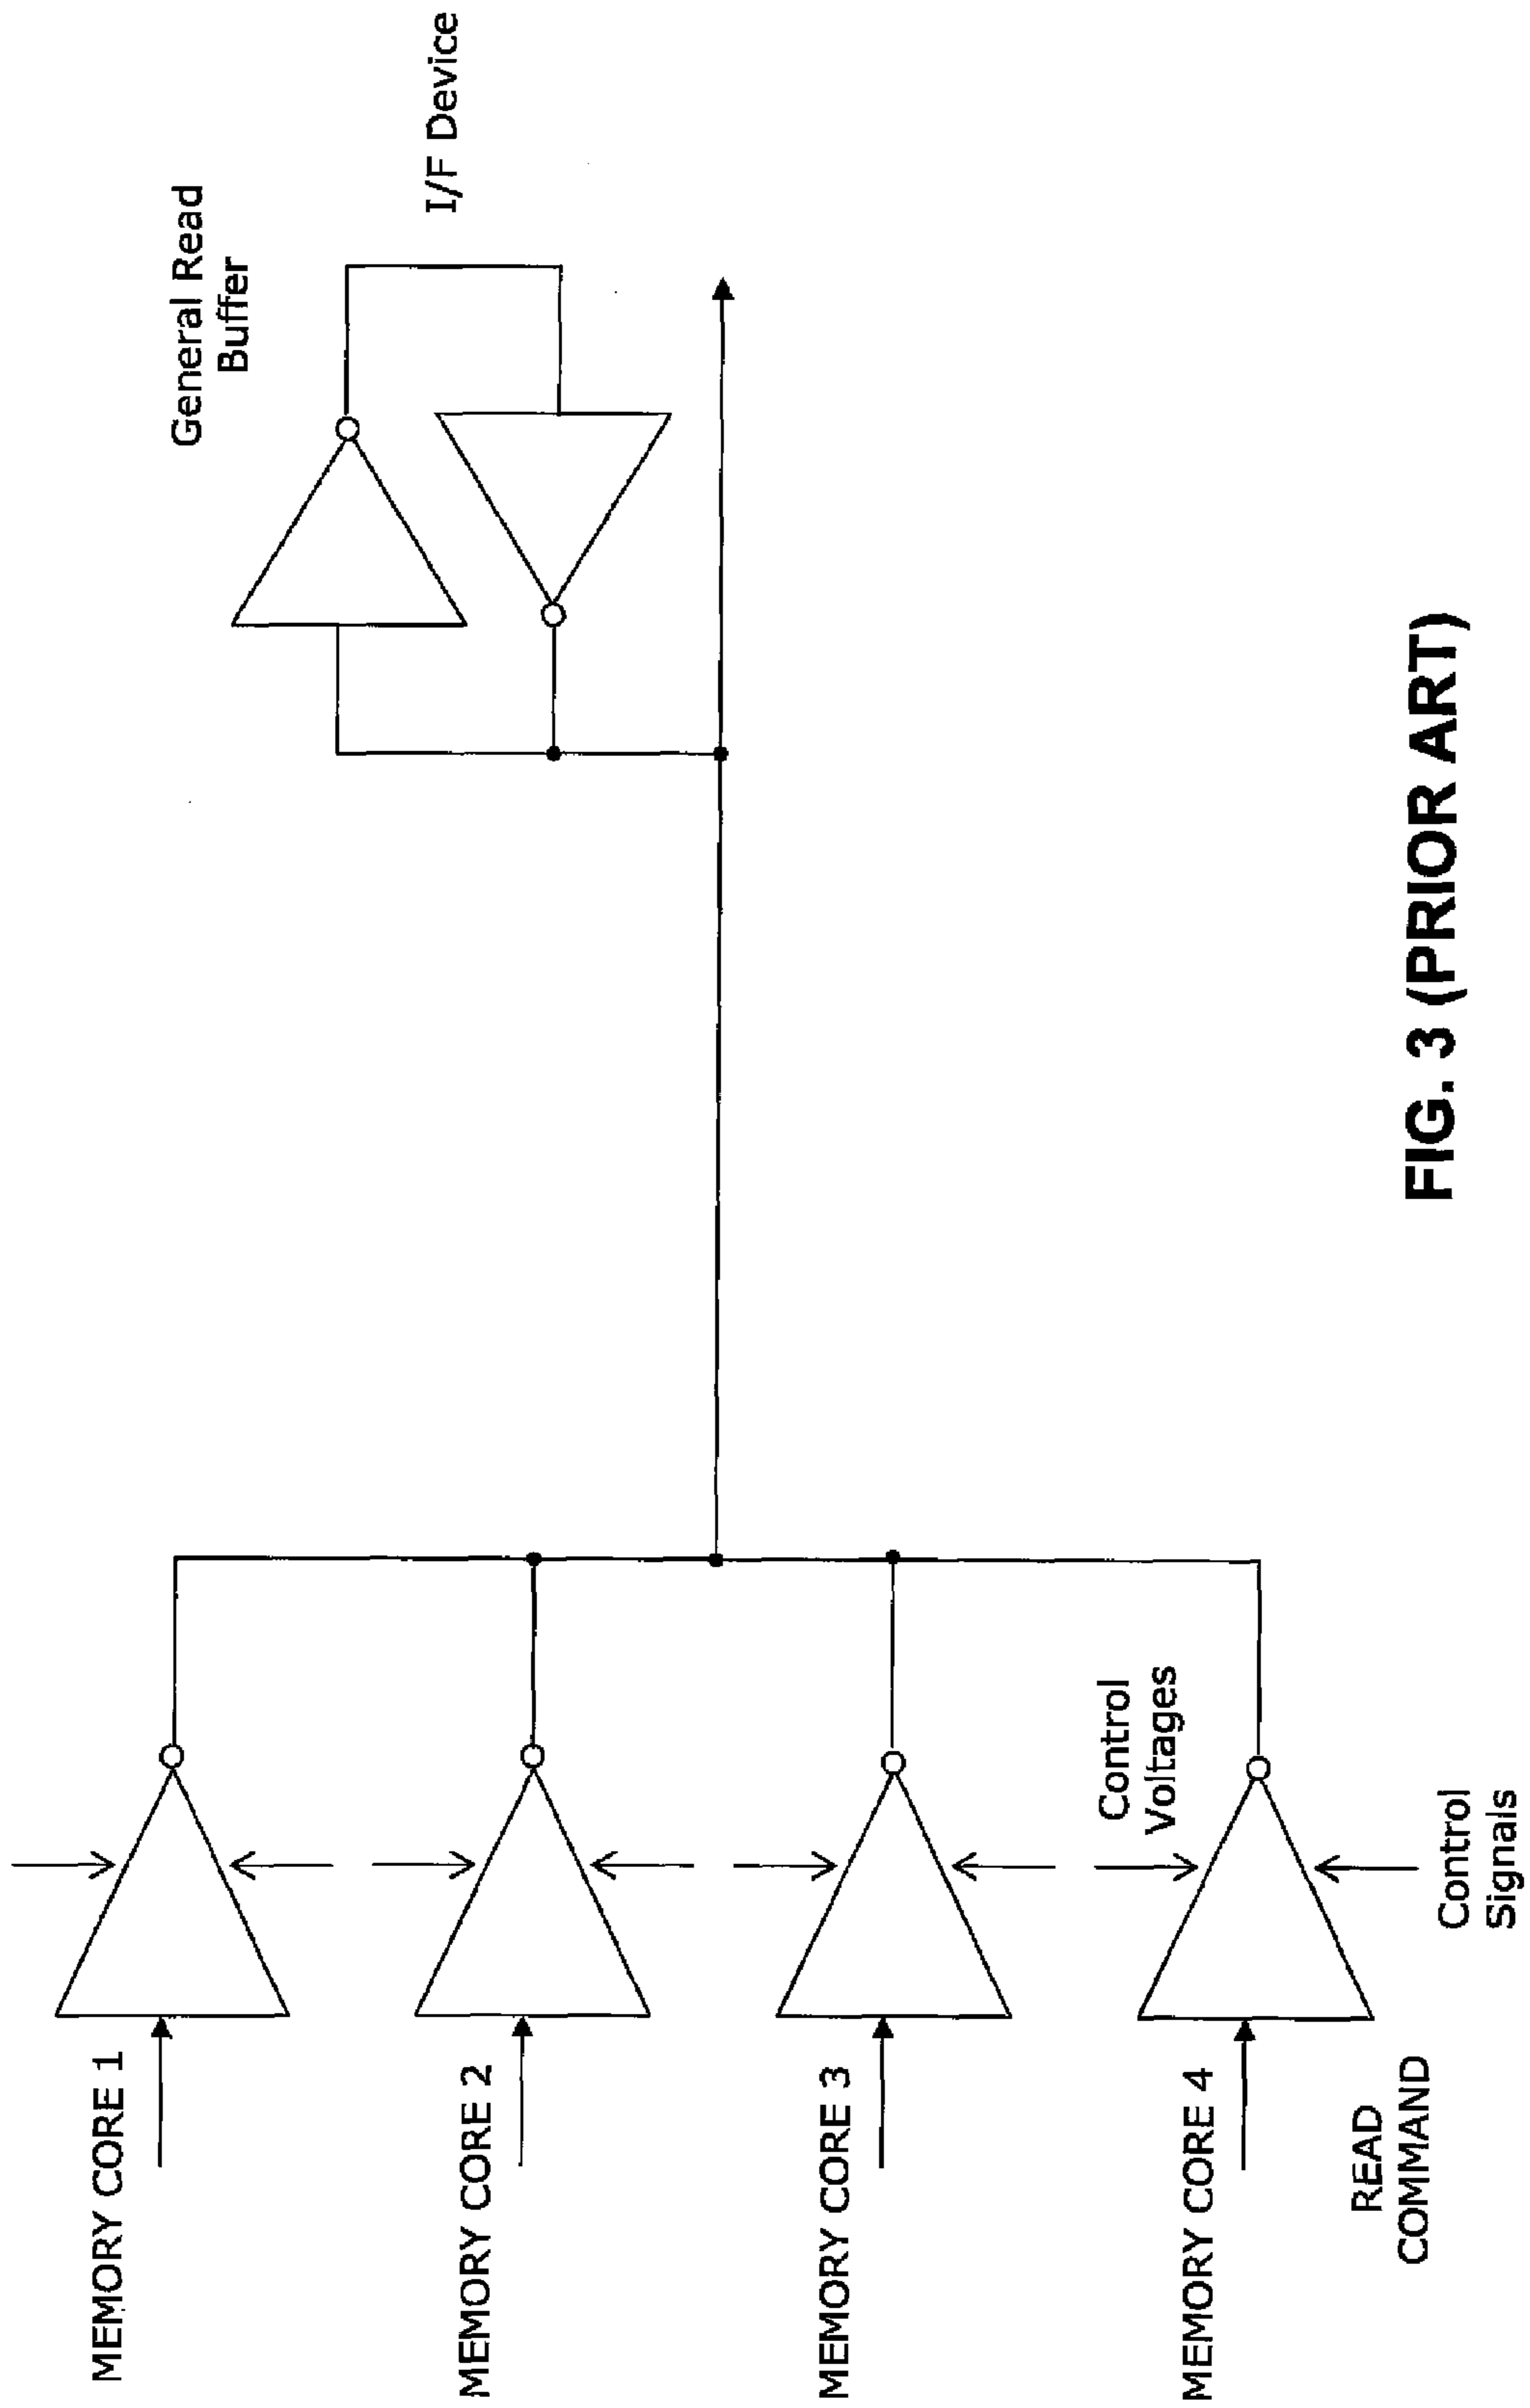 General Read
Buffer
I/F Device
MEMORY CORE 1
MEMORY CORE 2
MEMORY CORE 3
Control
Voltages
MEMORY CORE 4
READ
COMMAND
Control
Signals
FIG. 3 (PRIOR ART)